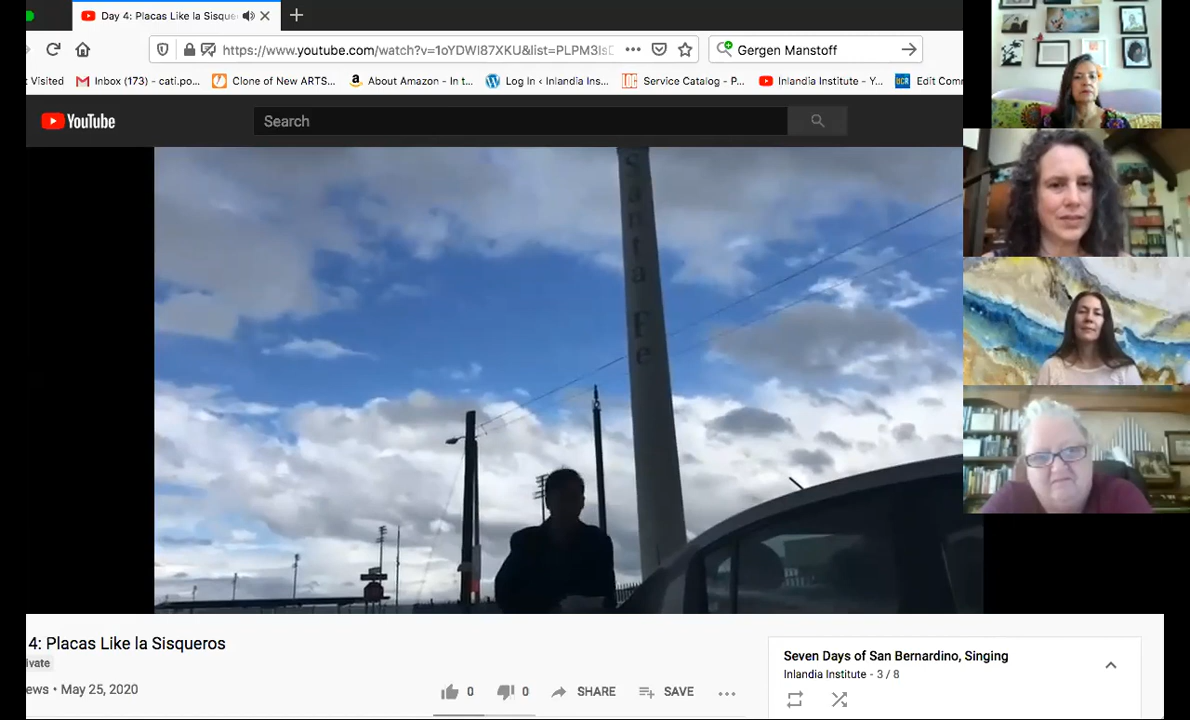 Day 4: Placas Like la Sisque
https://www.youtube.com/watch?v=1oYDWI87XKU&list=PLPM3IsD
Gergen Manstoff
Visited
Inbox (173) – cati.po...
Clone of New ARTS...
About Amazon - In t...
Log In ‹ Inlandia Ins...
Service Catalog - P...
Inlandia Institute - Y...
UCR
Edit Comm
YouTube
Search
Santa Fe
4: Placas Like la Sisqueros
ivate
ews • May 25, 2020
0
0
SHARE
SAVE
Seven Days of San Bernardino, Singing
Inlandia Institute - 3 / 8